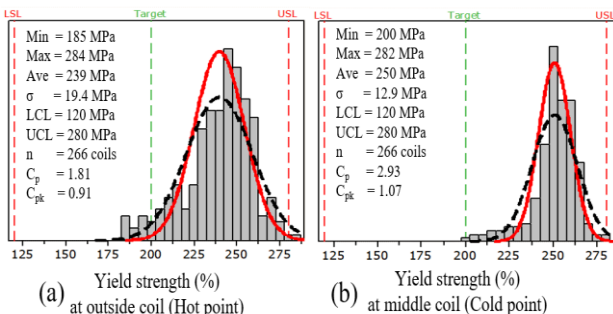 LSL Target USL
Min = 185 MPa
Max = 284 MPa
Ave = 239 MPa
σ = 19.4 MPa
LCL = 120 MPa
UCL = 280 MPa
n = 266 coils
Cp = 1.81
Cpk = 0.91
125 150 175 200 225 250 275
Yield strength (%)
(a) at outside coil (Hot point)
LSL Target USL
Min = 200 MPa
Max = 282 MPa
Ave = 250 MPa
σ = 12.9 MPa
LCL = 120 MPa
UCL = 280 MPa
n = 266 coils
Cp = 2.93
Cpk = 1.07
125 150 175 200 225 250 275
Yield strength (%)
(b) at middle coil (Cold point)